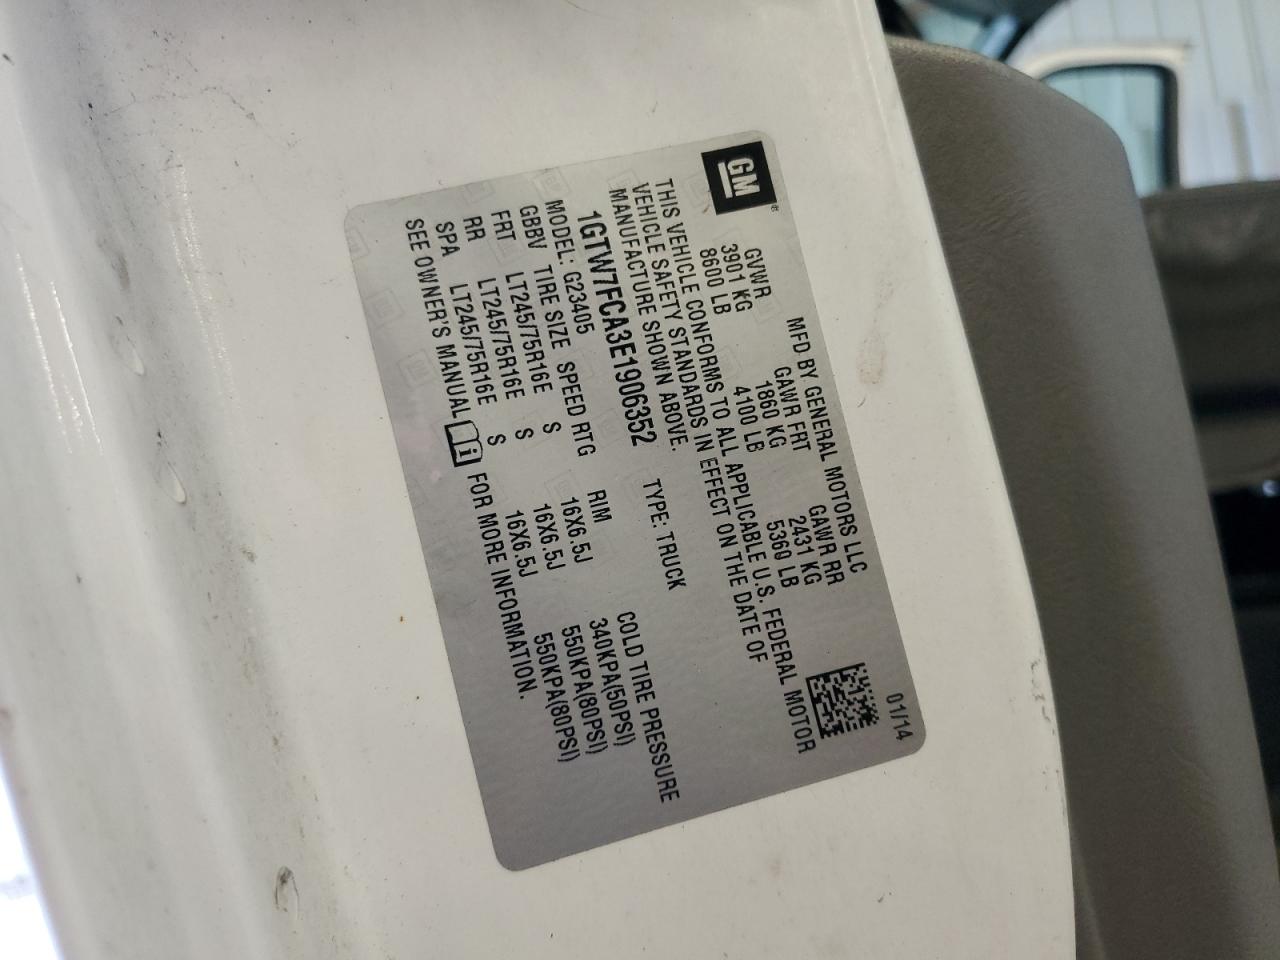 GM
MFD BY GENERAL MOTORS LLC 01/14
GVWR GAWR FRT GAWR RR
3901 KG 1860 KG 2431 KG
8600 LB 4100 LB 5360 LB
THIS VEHICLE CONFORMS TO ALL APPLICABLE U.S. FEDERAL MOTOR
VEHICLE SAFETY STANDARDS IN EFFECT ON THE DATE OF
MANUFACTURE SHOWN ABOVE.
1GTW7FCA3E1906352 TYPE: TRUCK
MODEL: G23405
GBBV TIRE SIZE SPEED RTG RIM COLD TIRE PRESSURE
FRT LT245/75R16E S 16X6.5J 340KPA(50PSI)
RR LT245/75R16E S 16X6.5J 550KPA(80PSI)
SPA LT245/75R16E S 16X6.5J 550KPA(80PSI)
SEE OWNER'S MANUAL i FOR MORE INFORMATION.